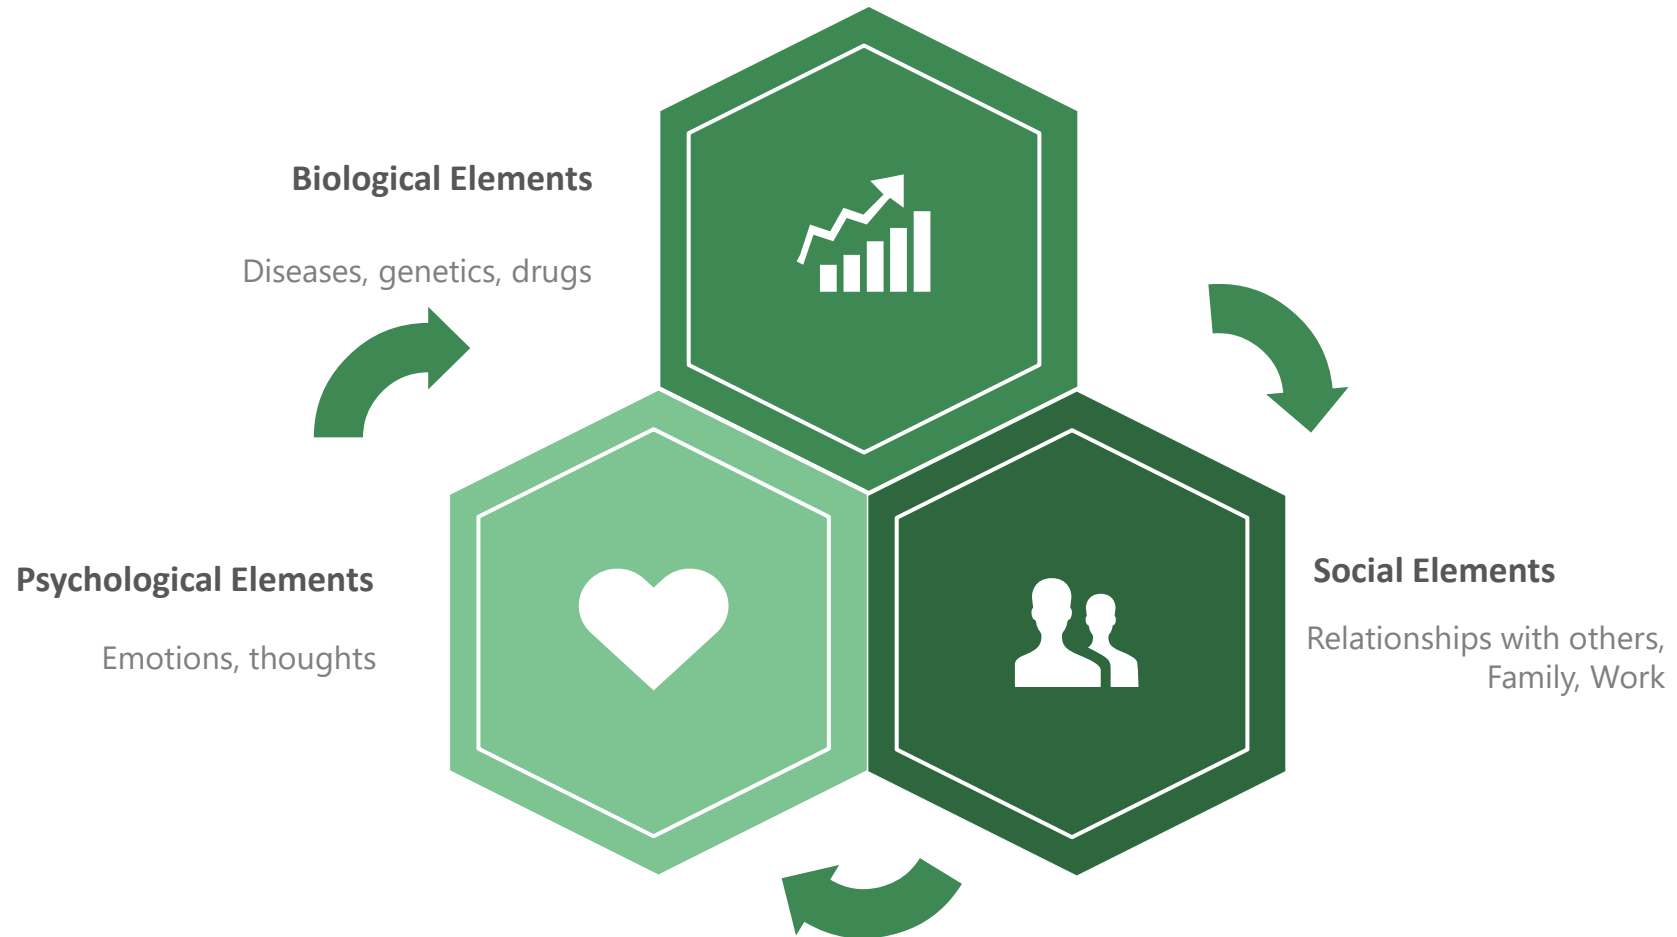 Biological Elements
Diseases, genetics, drugs
Psychological Elements
Emotions, thoughts
Social Elements
Relationships with others,
Family, Work